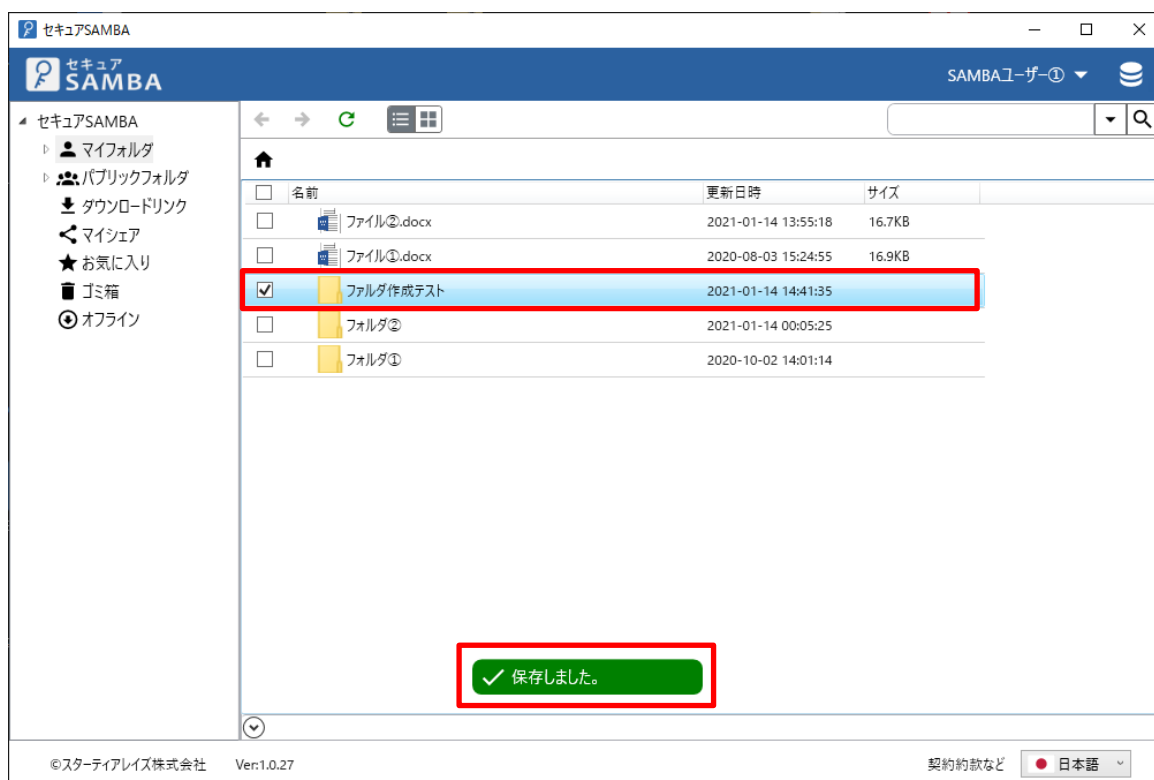 セキュアSAMBA
セキュア
SAMBA
SAMBAユーザー①
セキュアSAMBA
マイフォルダ
パブリックフォルダ
ダウンロードリンク
マイシェア
お気に入り
ゴミ箱
オフライン
名前 更新日時 サイズ
ファイル②.docx 2021-01-14 13:55:18 16.7KB
ファイル①.docx 2020-08-03 15:24:55 16.9KB
ファルダ作成テスト 2021-01-14 14:41:35
フォルダ② 2021-01-14 00:05:25
フォルダ① 2020-10-02 14:01:14
保存しました。
©スターティアレイズ株式会社 Ver:1.0.27 契約約款など 日本語